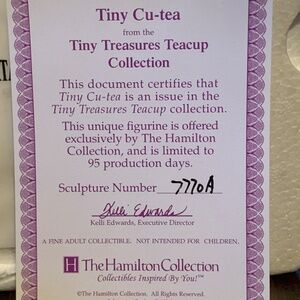 Tiny Cu-tea
from the
Tiny Treasures Teacup
Collection
This document certifies that
Tiny Cu-tea is an issue in the
Tiny Treasures Teacup collection.
This unique figurine is offered
exclusively by The Hamilton
Collection, and is limited to
95 production days.
Sculpture Number 7770A
Kelli Edwards
Kelli Edwards, Executive Director
A FINE ADULT COLLECTIBLE. NOT INTENDED FOR CHILDREN.
H The Hamilton Collection
Collectibles Inspired By You!™
©The Hamilton Collection. All Rights Reserved.